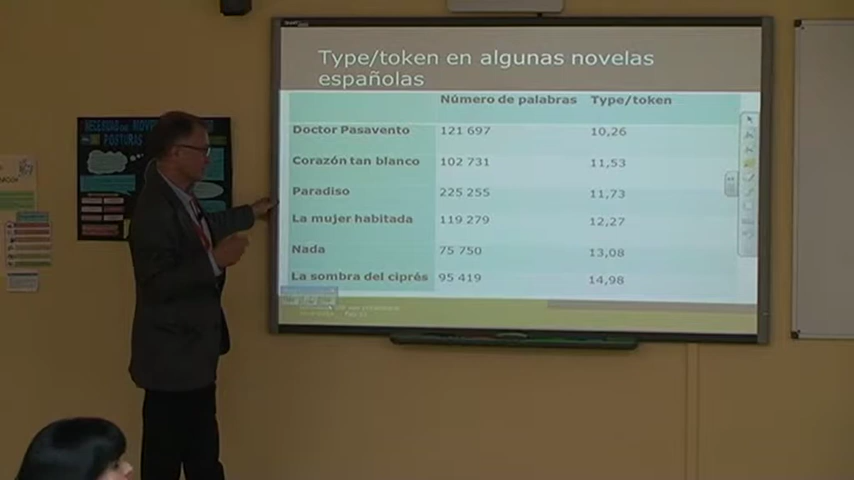 Type/token en algunas novelas
españolas
Número de palabras Type/token
Doctor Pasavento 121 697 10,26
Corazón tan blanco 102 731 11,53
Paradiso 225 255 11,73
La mujer habitada 119 279 12,27
Nada 75 750 13,08
La sombra del ciprés 95 419 14,98
POSTURAS